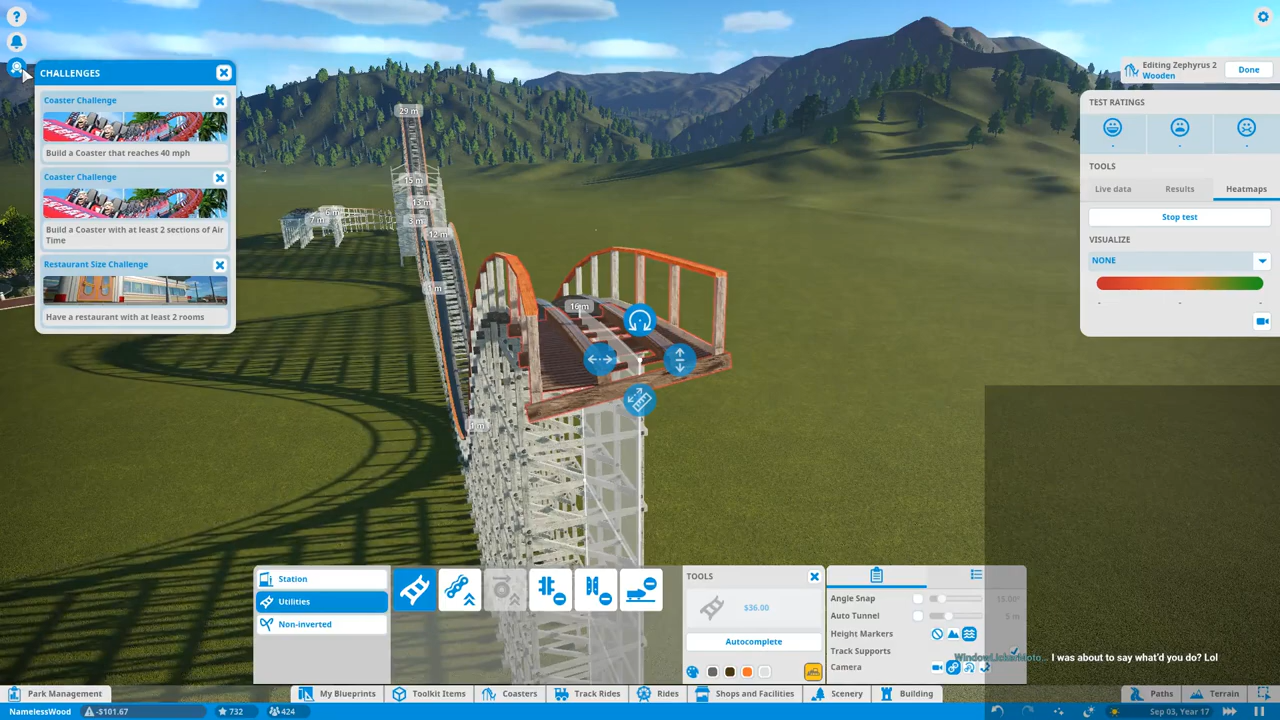 ?
CHALLENGES
Coaster Challenge
Build a Coaster that reaches 40 mph
Coaster Challenge
Build a Coaster with at least 2 sections of Air
Time
Restaurant Size Challenge
Have a restaurant with at least 2 rooms
Editing Zephyrus 2
Wooden
Done
TEST RATINGS
- - -
TOOLS
Live data Results Heatmaps
Stop test
VISUALIZE
NONE
- - -
29 m
15 m
13 m
3 m
12 m
7 m
16 m
Station
Utilities
Non-inverted
TOOLS
$36.00
Autocomplete
Angle Snap 15.00°
Auto Tunnel 5 m
Height Markers
Track Supports
Camera
I was about to say what'd you do? Lol
Park Management
My Blueprints
Toolkit Items
Coasters
Track Rides
Rides
Shops and Facilities
Scenery
Building
Paths
Terrain
NamelessWood
-$101.67
732
424
Sep 03, Year 17